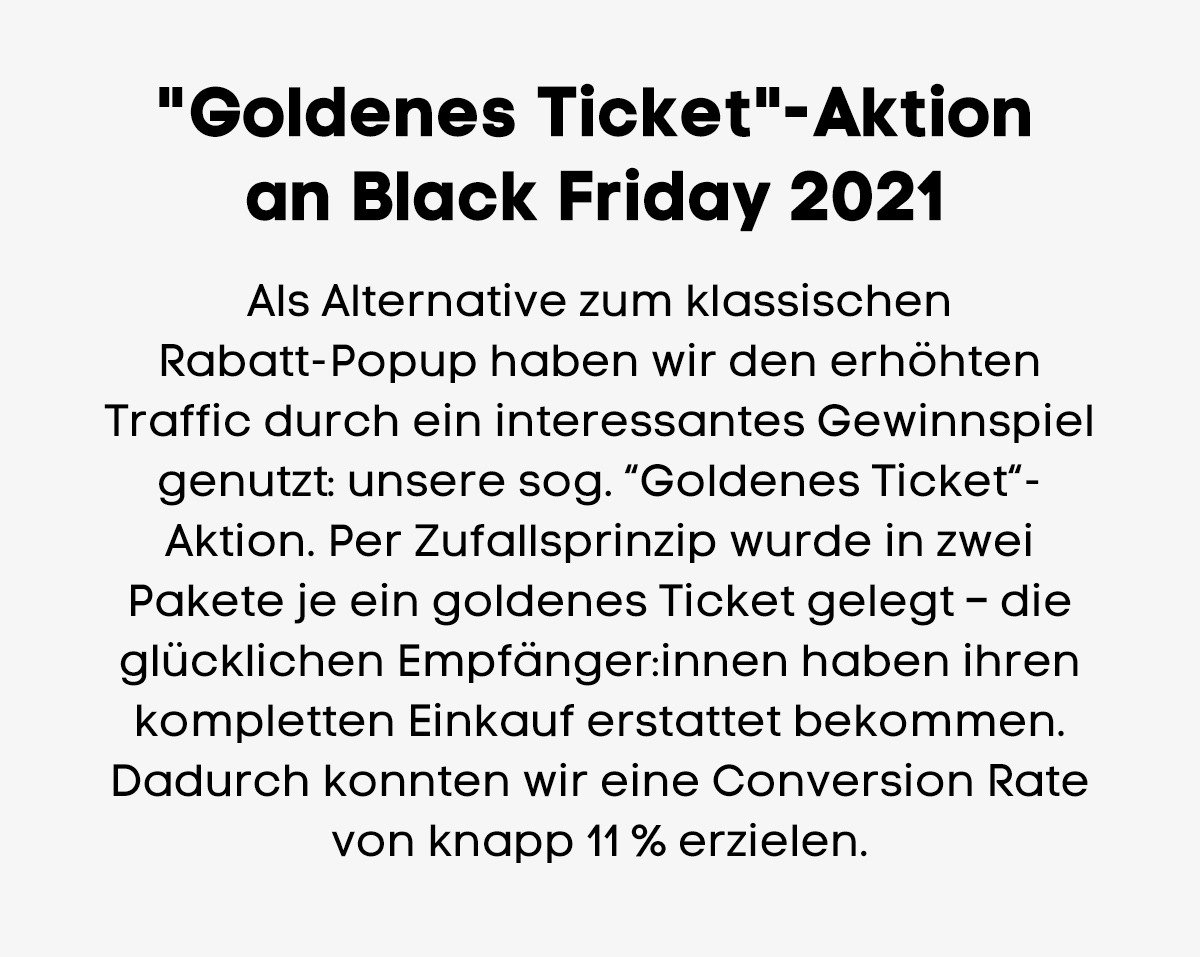 "Goldenes Ticket"-Aktion
an Black Friday 2021
Als Alternative zum klassischen
Rabatt-Popup haben wir den erhöhten
Traffic durch ein interessantes Gewinnspiel
genutzt: unsere sog. “Goldenes Ticket“-
Aktion. Per Zufallsprinzip wurde in zwei
Pakete je ein goldenes Ticket gelegt – die
glücklichen Empfänger:innen haben ihren
kompletten Einkauf erstattet bekommen.
Dadurch konnten wir eine Conversion Rate
von knapp 11 % erzielen.